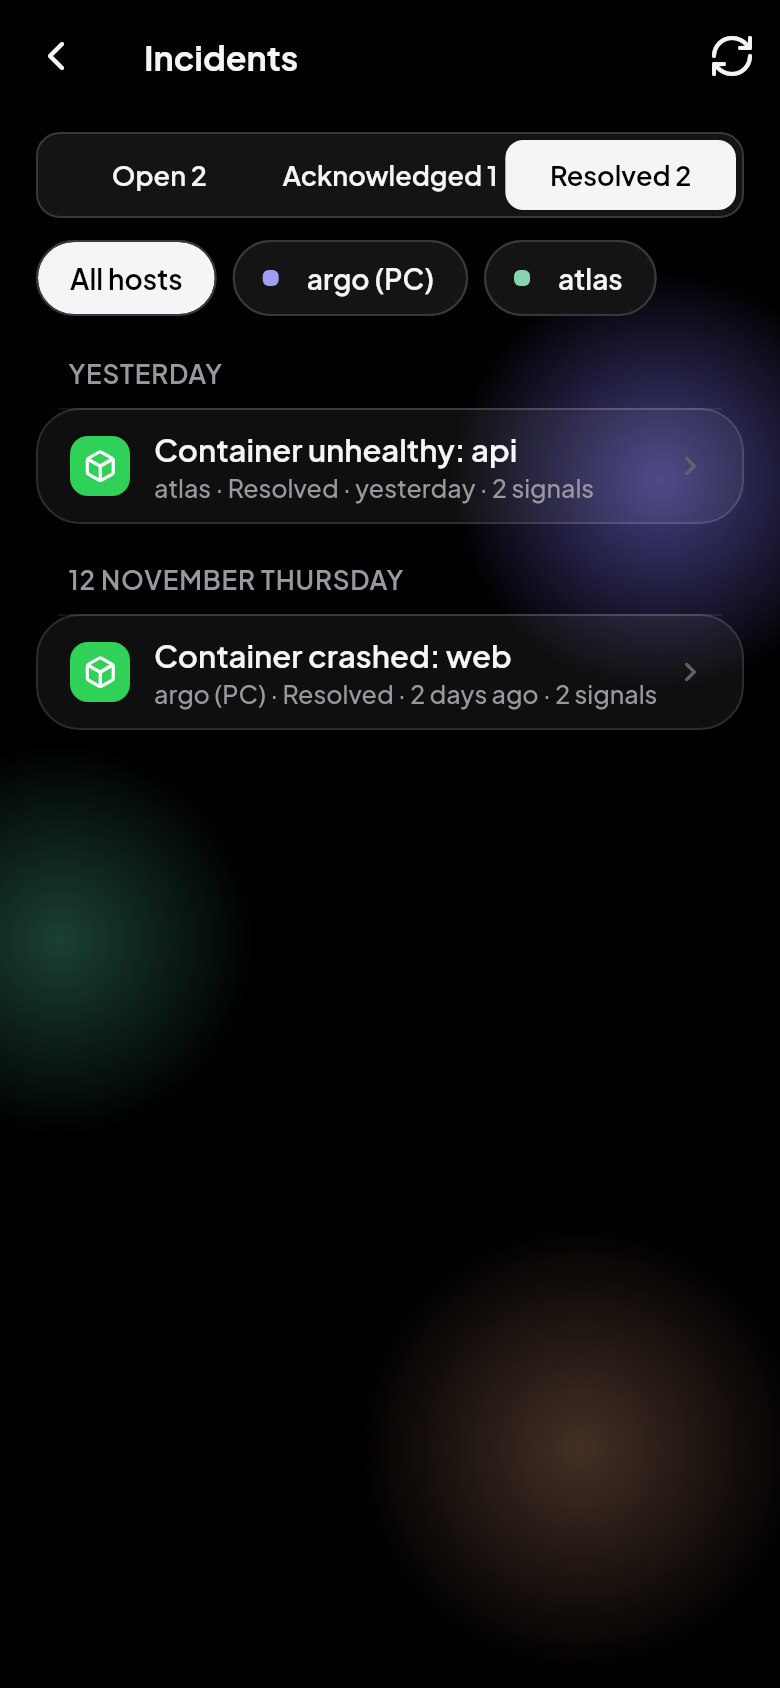 Incidents
Open 2 Acknowledged 1 Resolved 2
All hosts argo (PC) atlas
YESTERDAY
Container unhealthy: api
atlas · Resolved · yesterday · 2 signals
12 NOVEMBER THURSDAY
Container crashed: web
argo (PC) · Resolved · 2 days ago · 2 signals